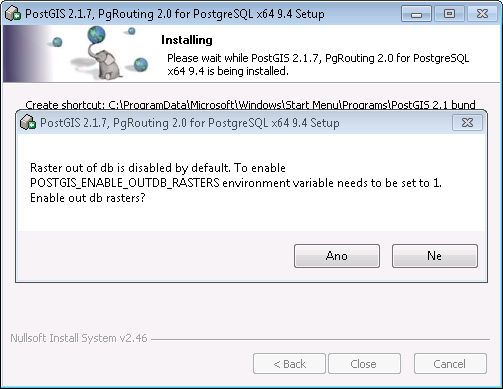 PostGIS 2.1.7, PgRouting 2.0 for PostgreSQL x64 9.4 Setup
Installing
Please wait while PostGIS 2.1.7, PgRouting 2.0 for PostgreSQL
x64 9.4 is being installed.
Create shortcut: C:\ProgramData\Microsoft\Windows\Start Menu\Programs\PostGIS 2.1 bund
PostGIS 2.1.7, PgRouting 2.0 for PostgreSQL x64 9.4 Setup
Raster out of db is disabled by default. To enable
POSTGIS_ENABLE_OUTDB_RASTERS environment variable needs to be set to 1.
Enable out db rasters?
Ano Ne
Nullsoft Install System v2.46
< Back Close Cancel